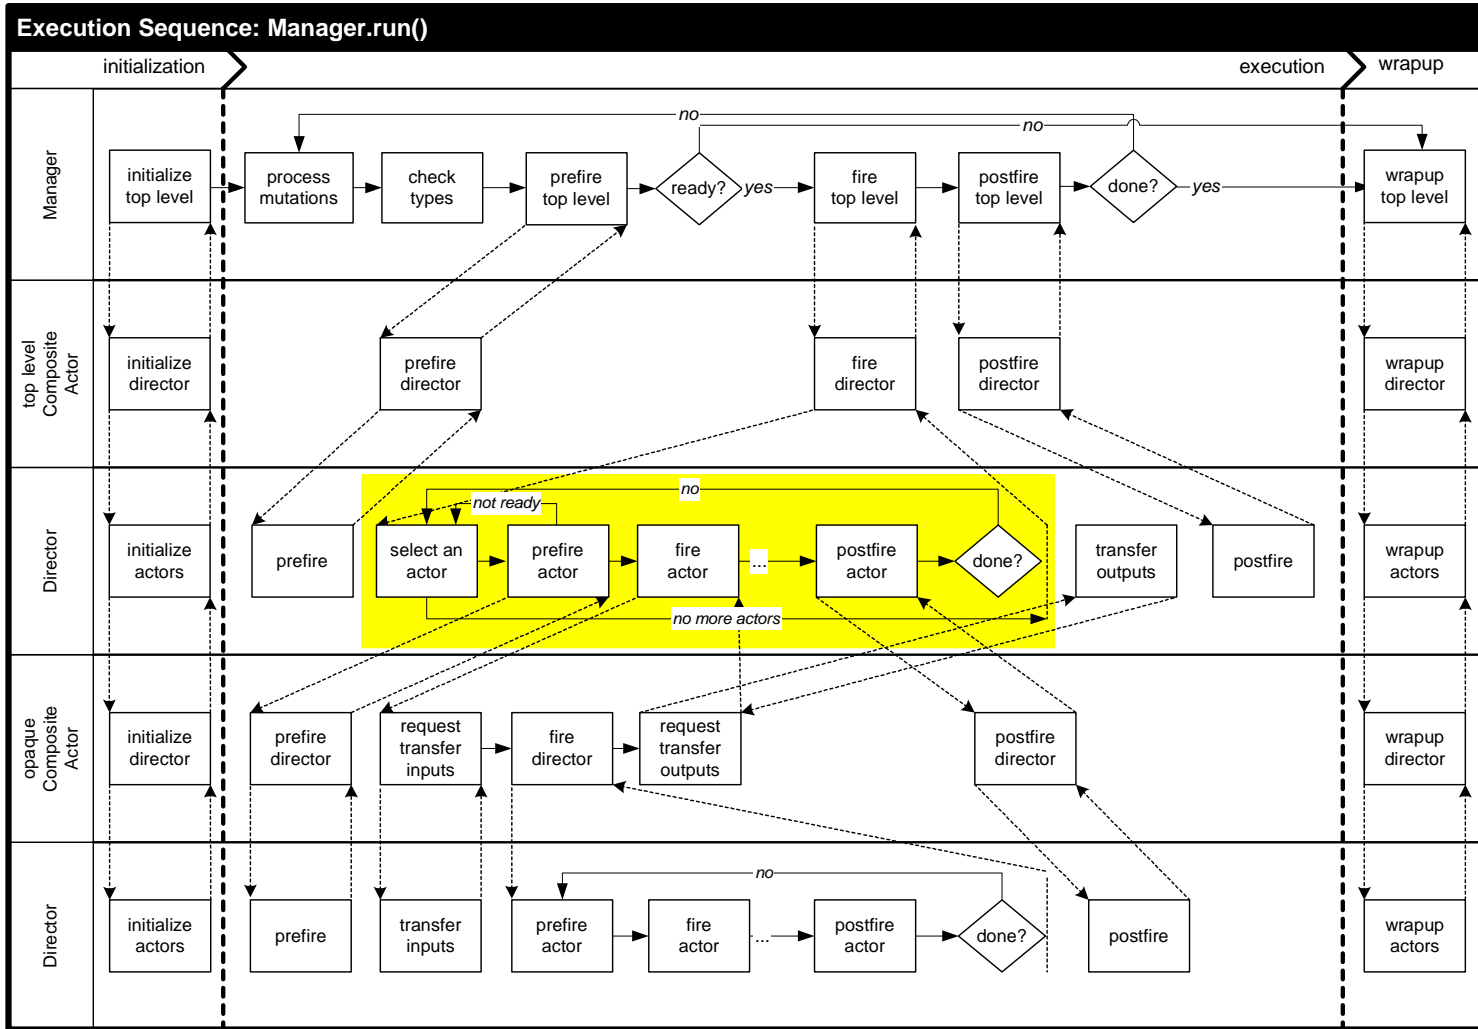 Execution Sequence: Manager.run()
initialization
execution
wrapup
Manager
initialize
top level
process
mutations
check
types
prefire
top level
ready?
yes
fire
top level
postfire
top level
done?
yes
no
no
wrapup
top level
top level
Composite
Actor
initialize
director
prefire
director
fire
director
postfire
director
wrapup
director
Director
initialize
actors
prefire
no
not ready
select an
actor
prefire
actor
fire
actor
...
postfire
actor
done?
no more actors
transfer
outputs
postfire
wrapup
actors
opaque
Composite
Actor
initialize
director
prefire
director
request
transfer
inputs
fire
director
request
transfer
outputs
postfire
director
wrapup
director
Director
initialize
actors
prefire
transfer
inputs
no
prefire
actor
fire
actor
...
postfire
actor
done?
postfire
wrapup
actors